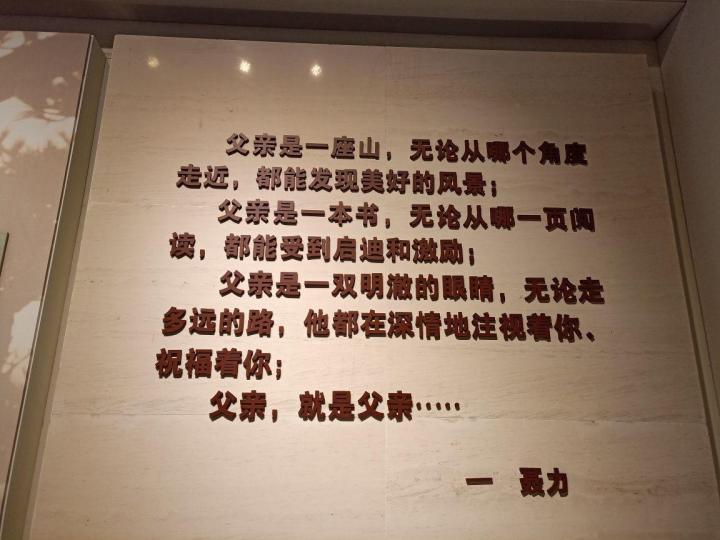 父亲是一座山，无论从哪个角度
走近，都能发现美好的风景；
父亲是一本书，无论从哪一页阅
读，都能受到启迪和激励；
父亲是一双明澈的眼睛，无论走
多远的路，他都在深情地注视着你、
祝福着你；
父亲，就是父亲······
一 聂力